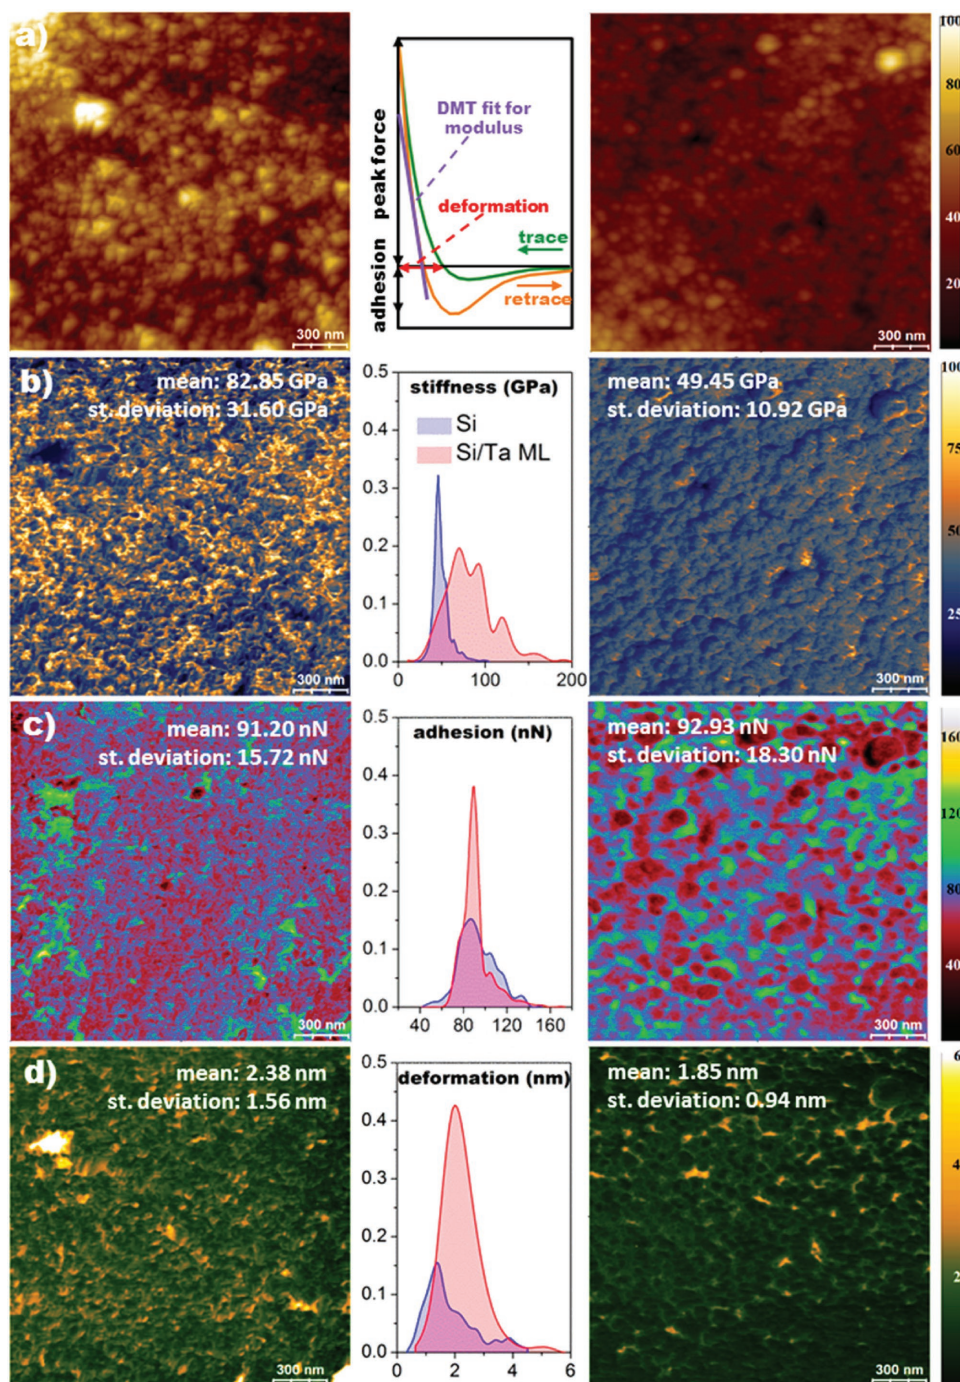 a)
peak force
adhesion
DMT fit for
modulus
deformation
trace
retrace
300 nm
300 nm
100
80
60
40
20
b)
mean: 82.85 GPa
st. deviation: 31.60 GPa
300 nm
stiffness (GPa)
Si
Si/Ta ML
0.5
0.4
0.3
0.2
0.1
0.0
0
100
200
mean: 49.45 GPa
st. deviation: 10.92 GPa
300 nm
100
75
50
25
c)
mean: 91.20 nN
st. deviation: 15.72 nN
300 nm
adhesion (nN)
0.5
0.4
0.3
0.2
0.1
0.0
40
80
120
160
mean: 92.93 nN
st. deviation: 18.30 nN
300 nm
160
120
80
40
d)
mean: 2.38 nm
st. deviation: 1.56 nm
300 nm
deformation (nm)
0.5
0.4
0.3
0.2
0.1
0.0
0
2
4
6
mean: 1.85 nm
st. deviation: 0.94 nm
300 nm
6
4
2